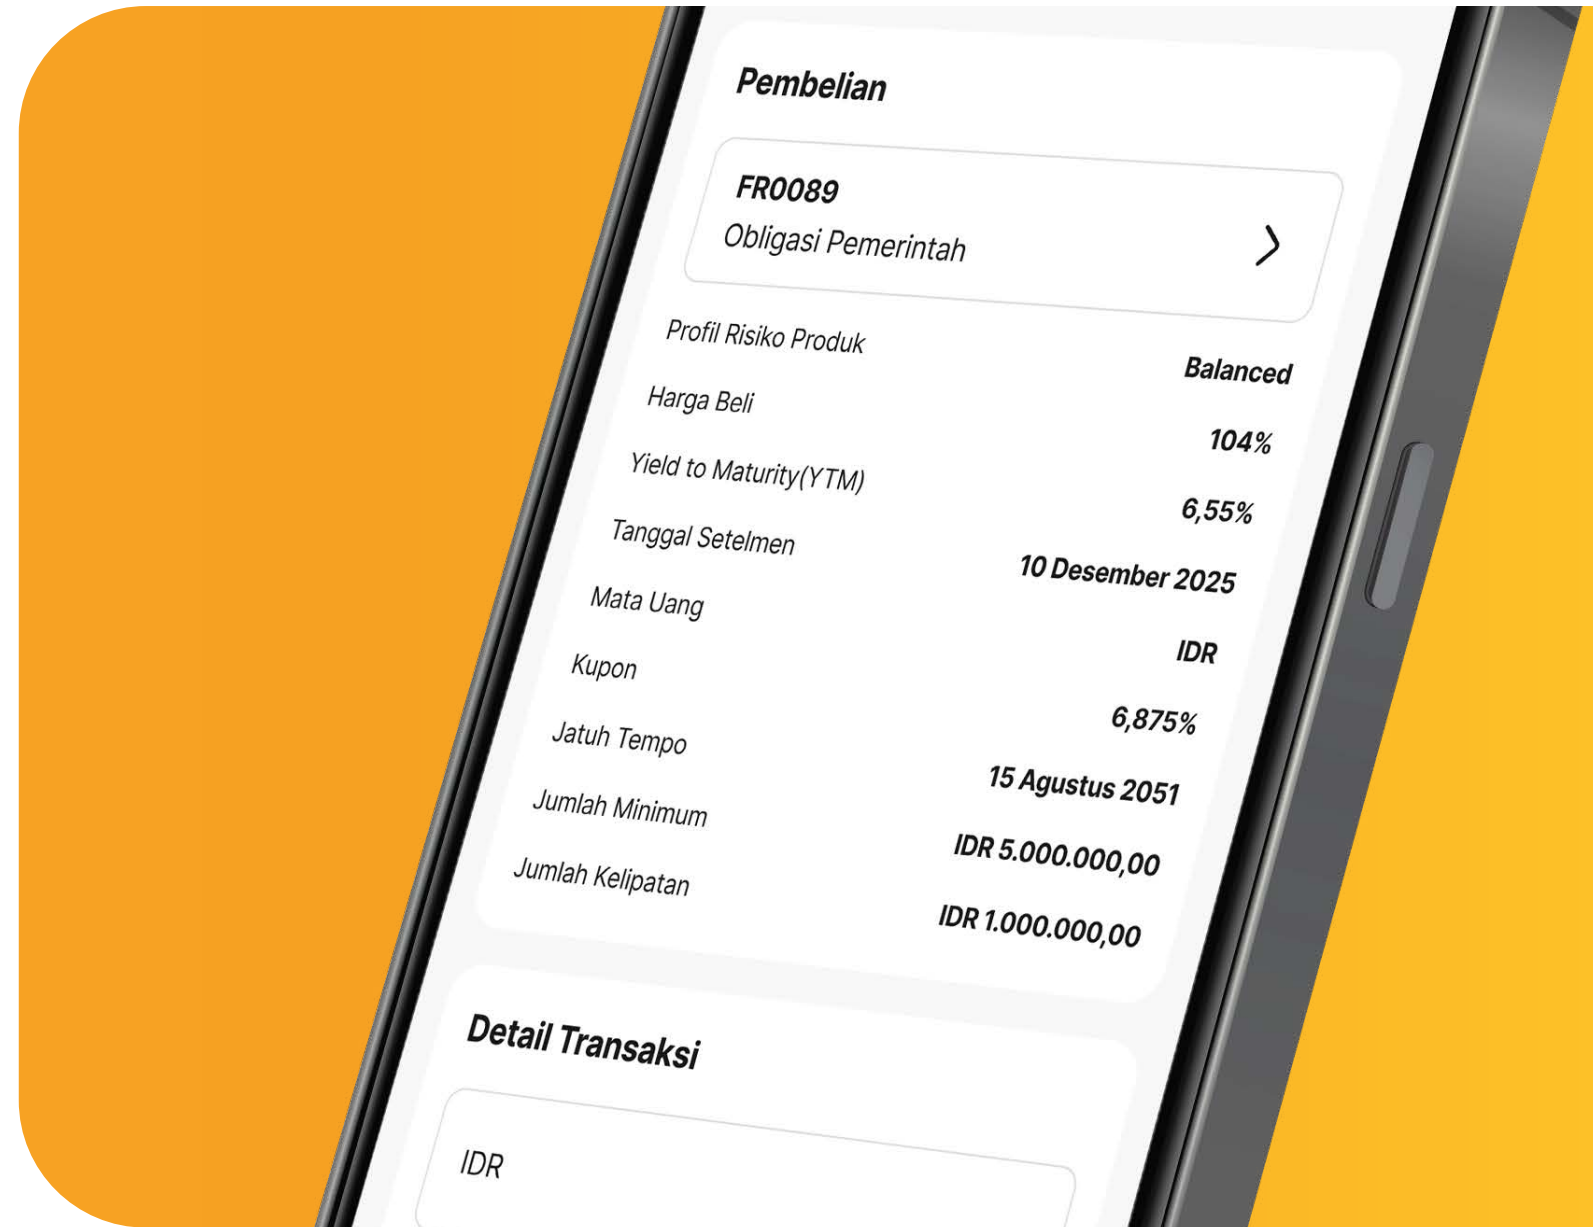 Pembelian
FR0089
Obligasi Pemerintah
Profil Risiko Produk Balanced
Harga Beli 104%
Yield to Maturity(YTM) 6,55%
Tanggal Setelmen 10 Desember 2025
Mata Uang IDR
Kupon 6,875%
Jatuh Tempo 15 Agustus 2051
Jumlah Minimum IDR 5.000.000,00
Jumlah Kelipatan IDR 1.000.000,00
Detail Transaksi
IDR